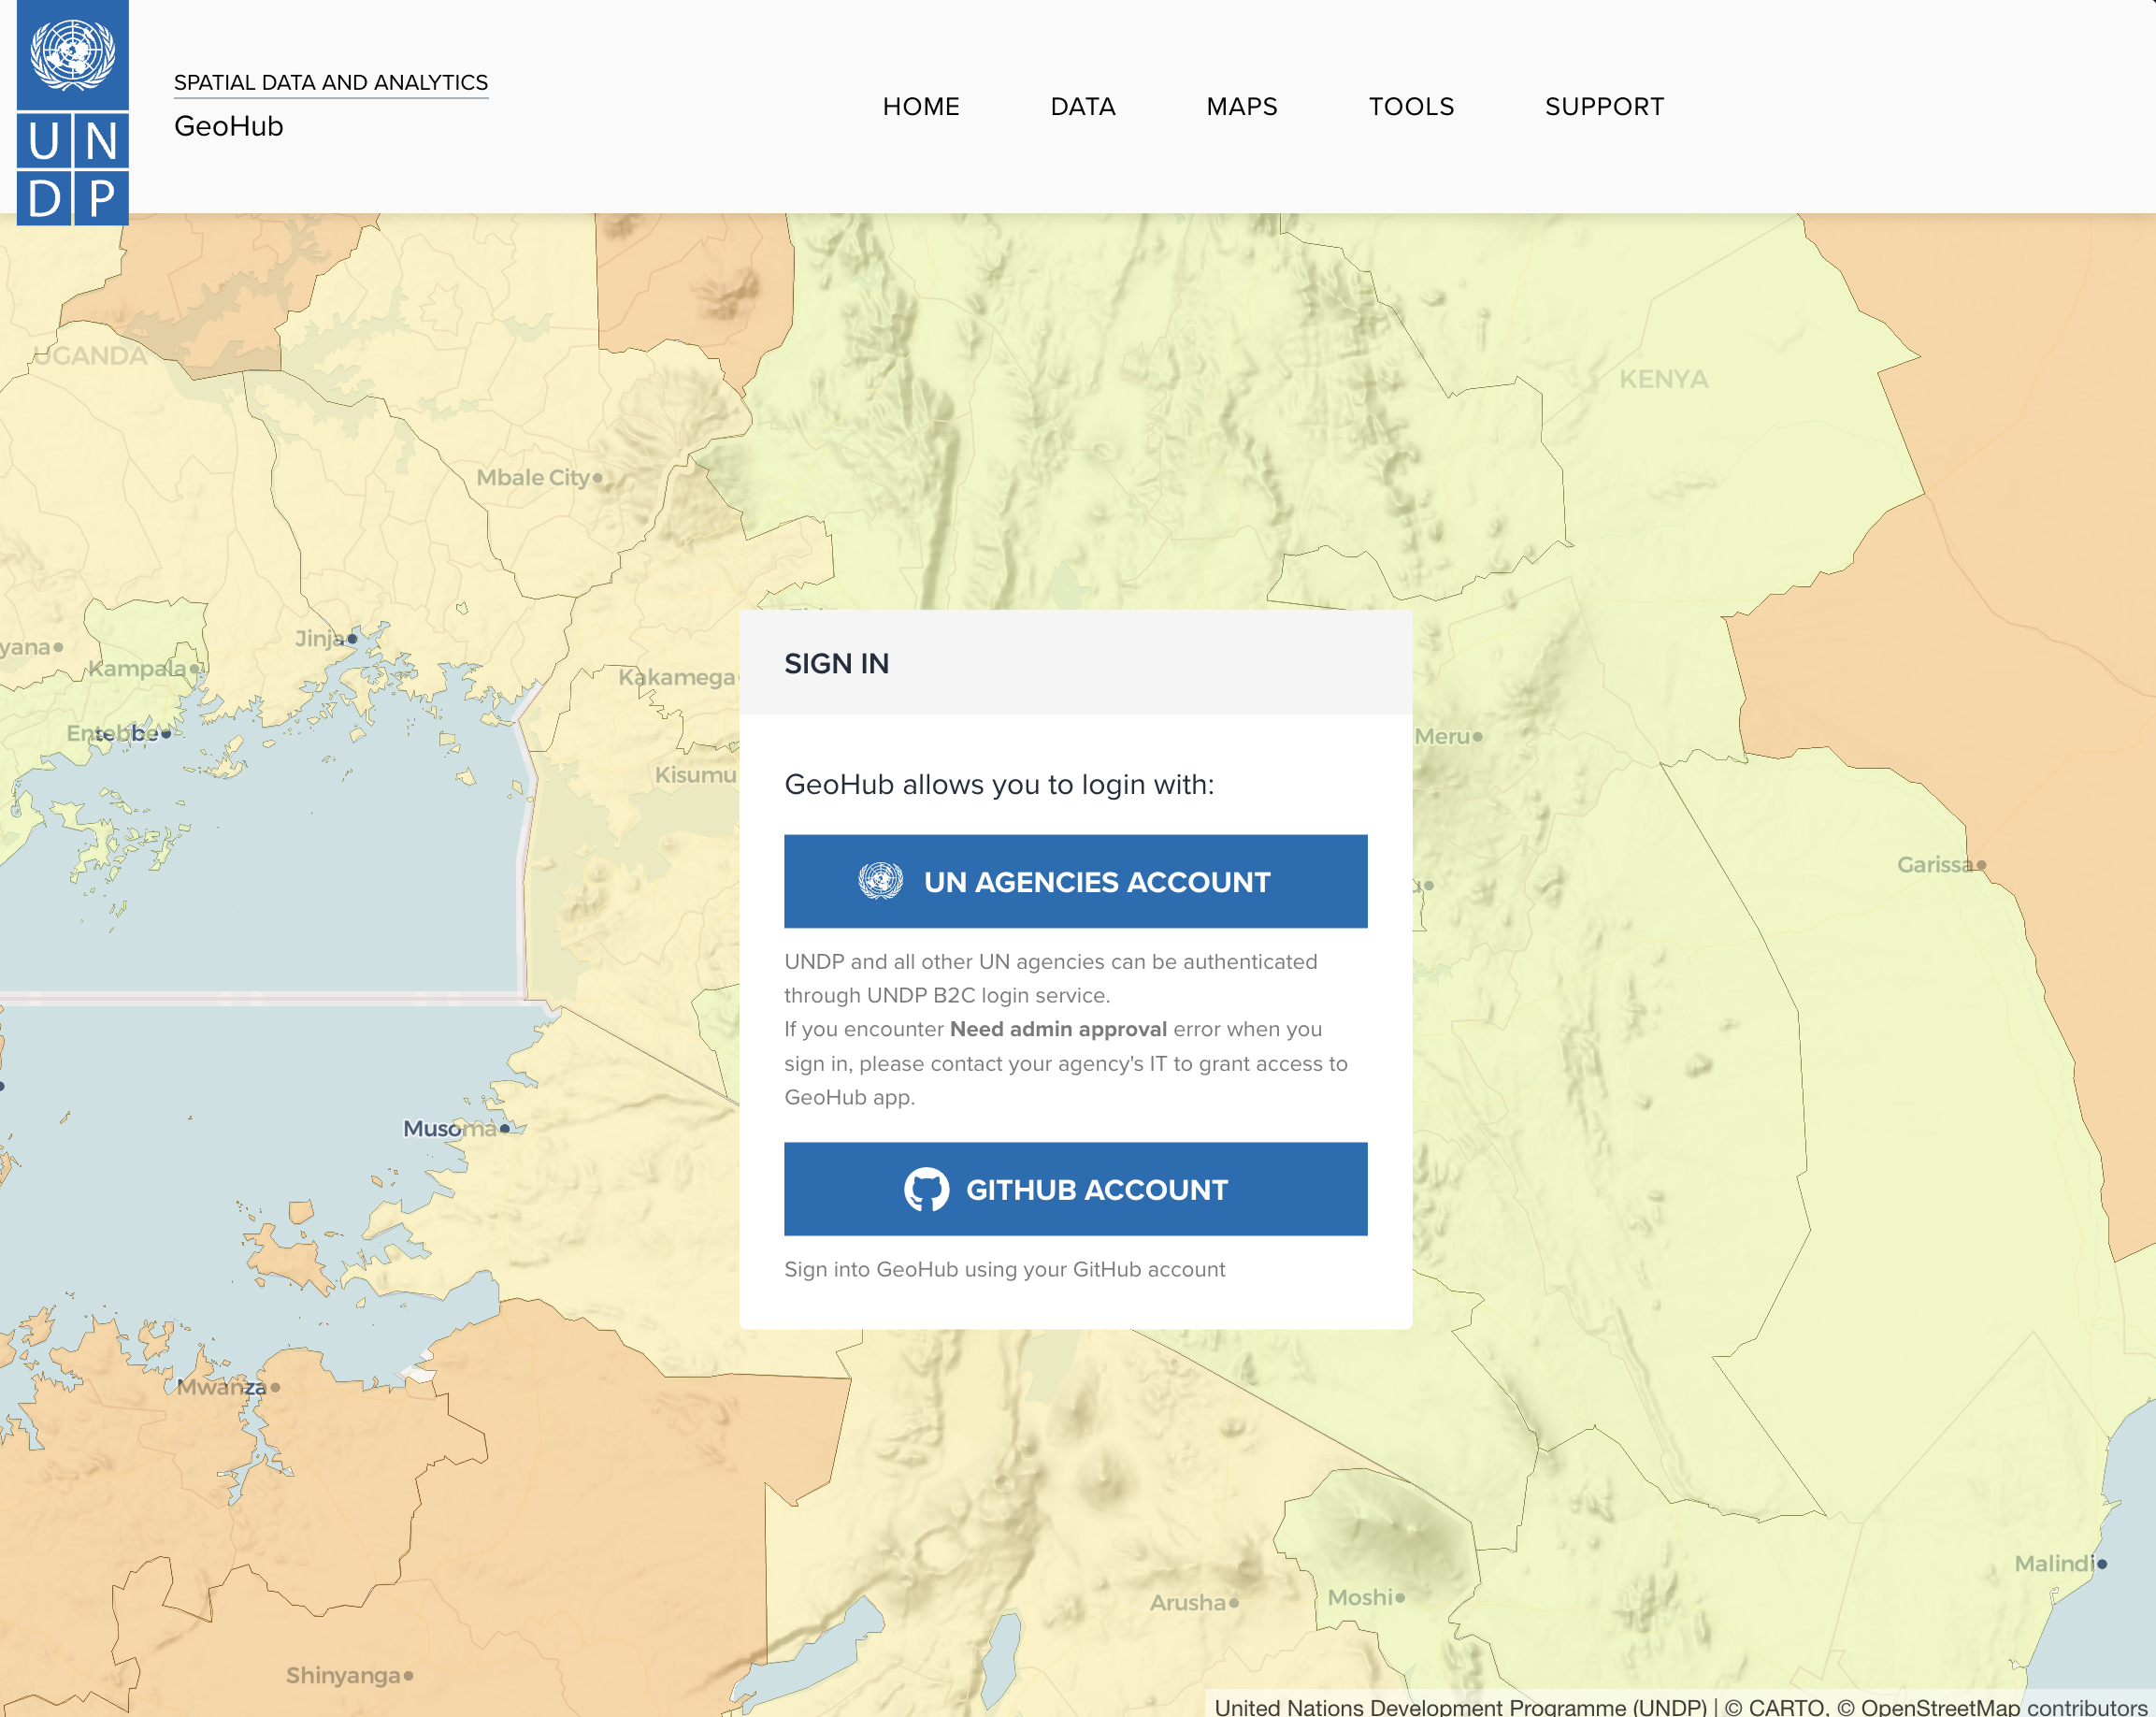 UN
DP
SPATIAL DATA AND ANALYTICS
GeoHub
HOME
DATA
MAPS
TOOLS
SUPPORT
UGANDA
KENYA
Mbale City
Jinja
yana
Kampala
Kakamega
Entebbe
Kisumu
Meru
Garissa
Musoma
Mwanza
Malindi
Arusha
Moshi
Shinyanga
SIGN IN
GeoHub allows you to login with:
UN AGENCIES ACCOUNT
UNDP and all other UN agencies can be authenticated
through UNDP B2C login service.
If you encounter Need admin approval error when you
sign in, please contact your agency's IT to grant access to
GeoHub app.
GITHUB ACCOUNT
Sign into GeoHub using your GitHub account
United Nations Development Programme (UNDP) | © CARTO, © OpenStreetMap contributors